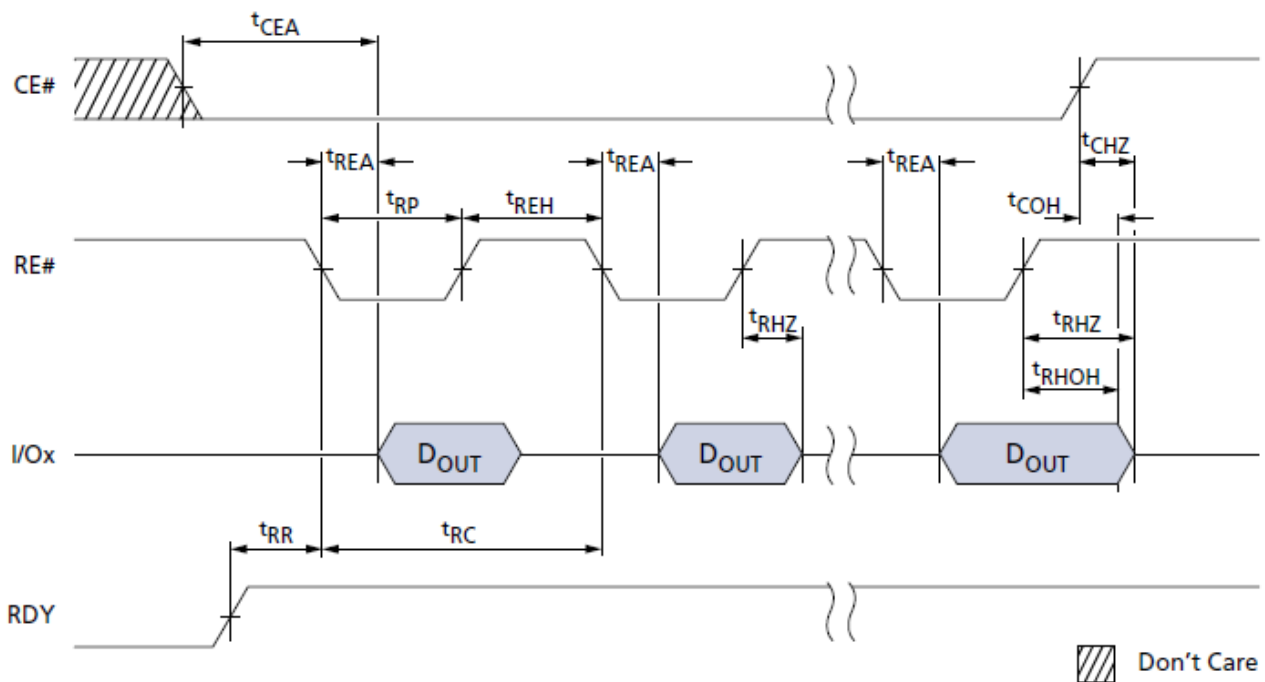 tCEA
CE#
tCHZ
tREA
tREA
tREA
tRP
tREH
tCOH
RE#
tRHZ
tRHZ
tRHOH
I/Ox
DOUT
DOUT
DOUT
tRR
tRC
RDY
Don't Care